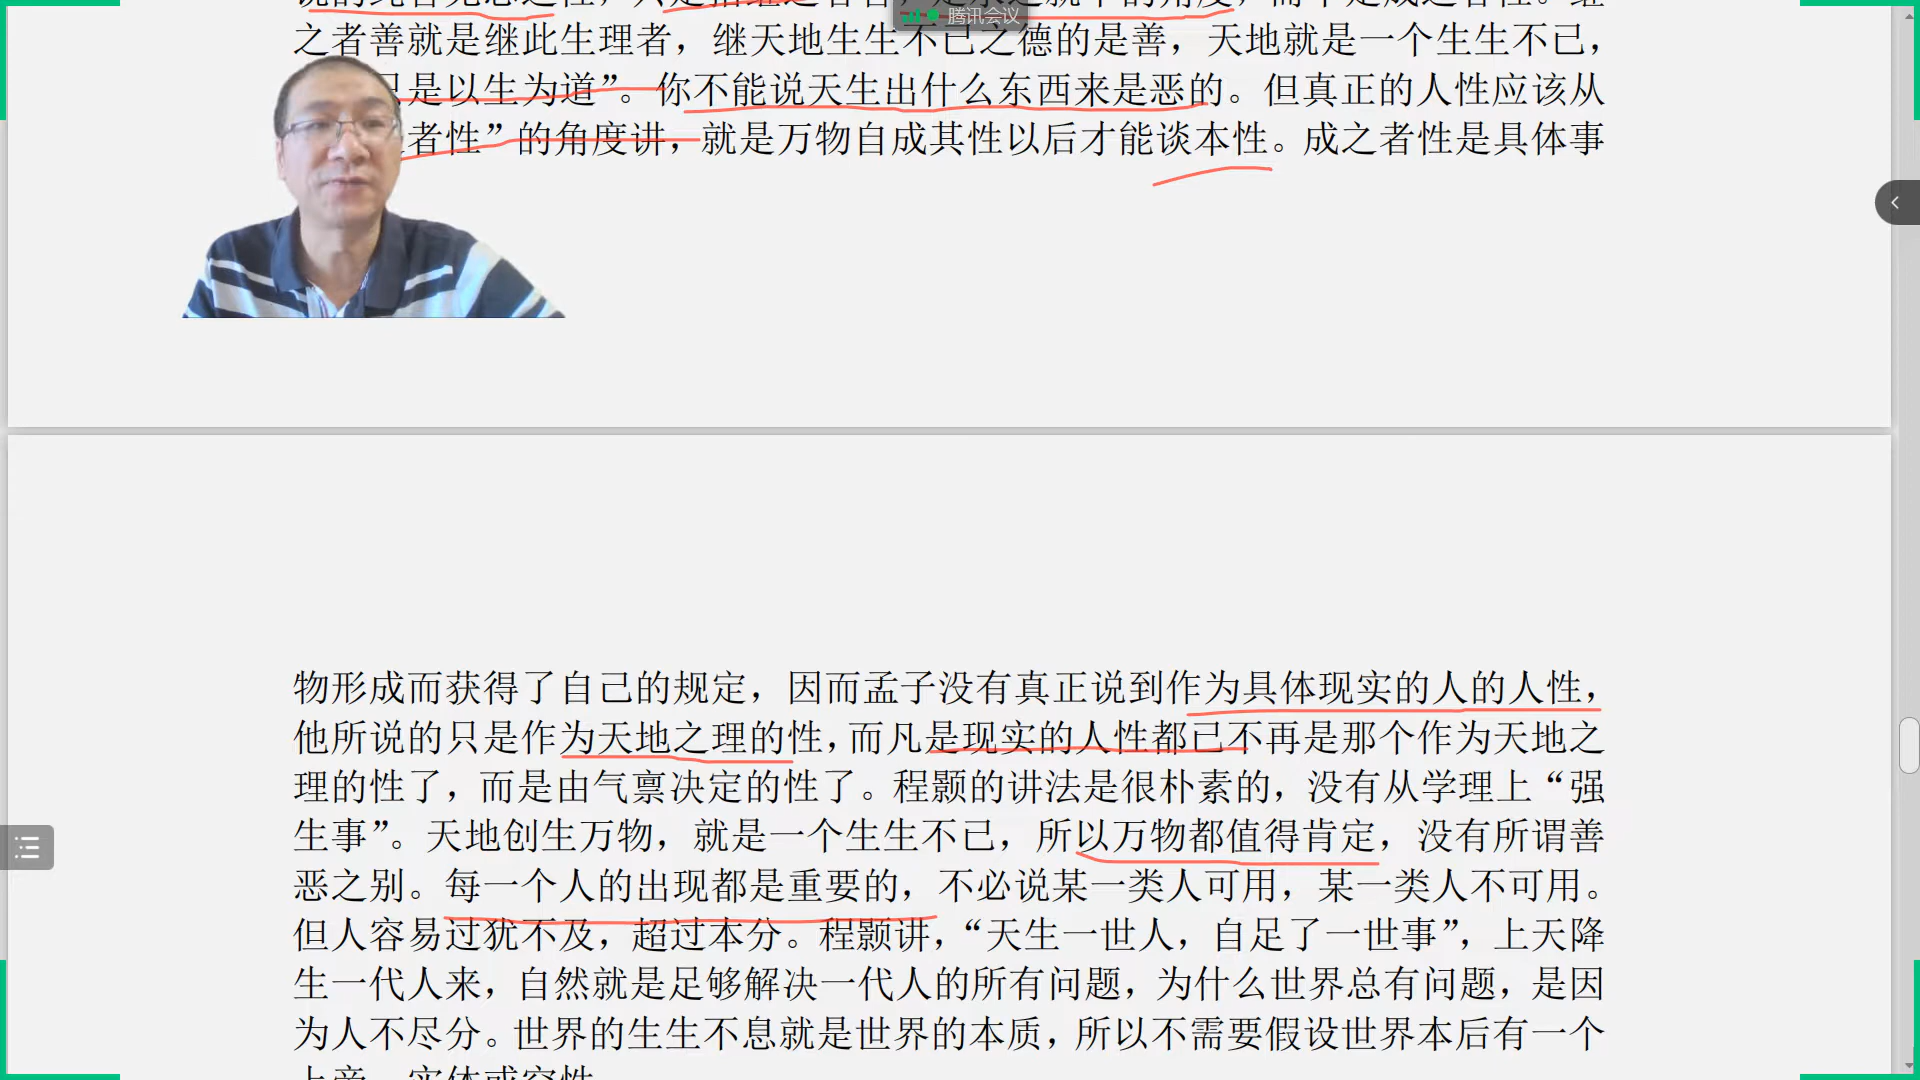 之者善就是继此生理者，继天地生生不已之德的是善，天地就是一个生生不已，
腾讯会议
只是以生为道”。你不能说天生出什么东西来是恶的。但真正的人性应该从
者性”的角度讲，就是万物自成其性以后才能谈本性。成之者性是具体事
物形成而获得了自己的规定，因而孟子没有真正说到作为具体现实的人的人性，
他所说的只是作为天地之理的性，而凡是现实的人性都已不再是那个作为天地之
理的性了，而是由气禀决定的性了。程颢的讲法是很朴素的，没有从学理上“强
生事”。天地创生万物，就是一个生生不已，所以万物都值得肯定，没有所谓善
恶之别。每一个人的出现都是重要的，不必说某一类人可用，某一类人不可用。
但人容易过犹不及，超过本分。程颢讲，“天生一世人，自足了一世事”，上天降
生一代人来，自然就是足够解决一代人的所有问题，为什么世界总有问题，是因
为人不尽分。世界的生生不息就是世界的本质，所以不需要假设世界本后有一个